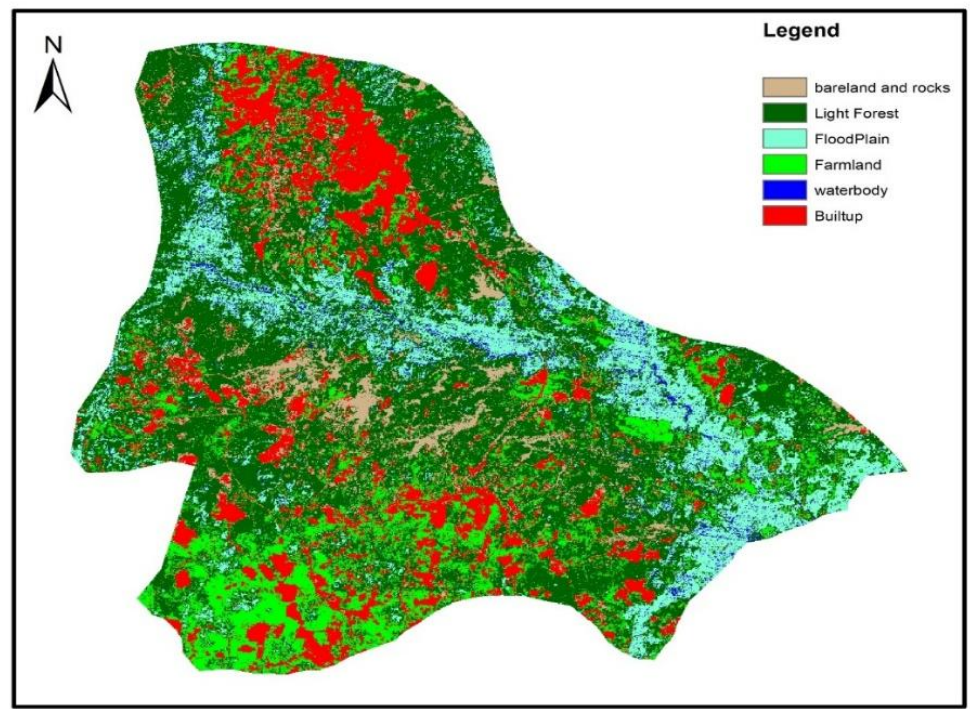 N
Legend
bareland and rocks
Light Forest
FloodPlain
Farmland
waterbody
Builtup